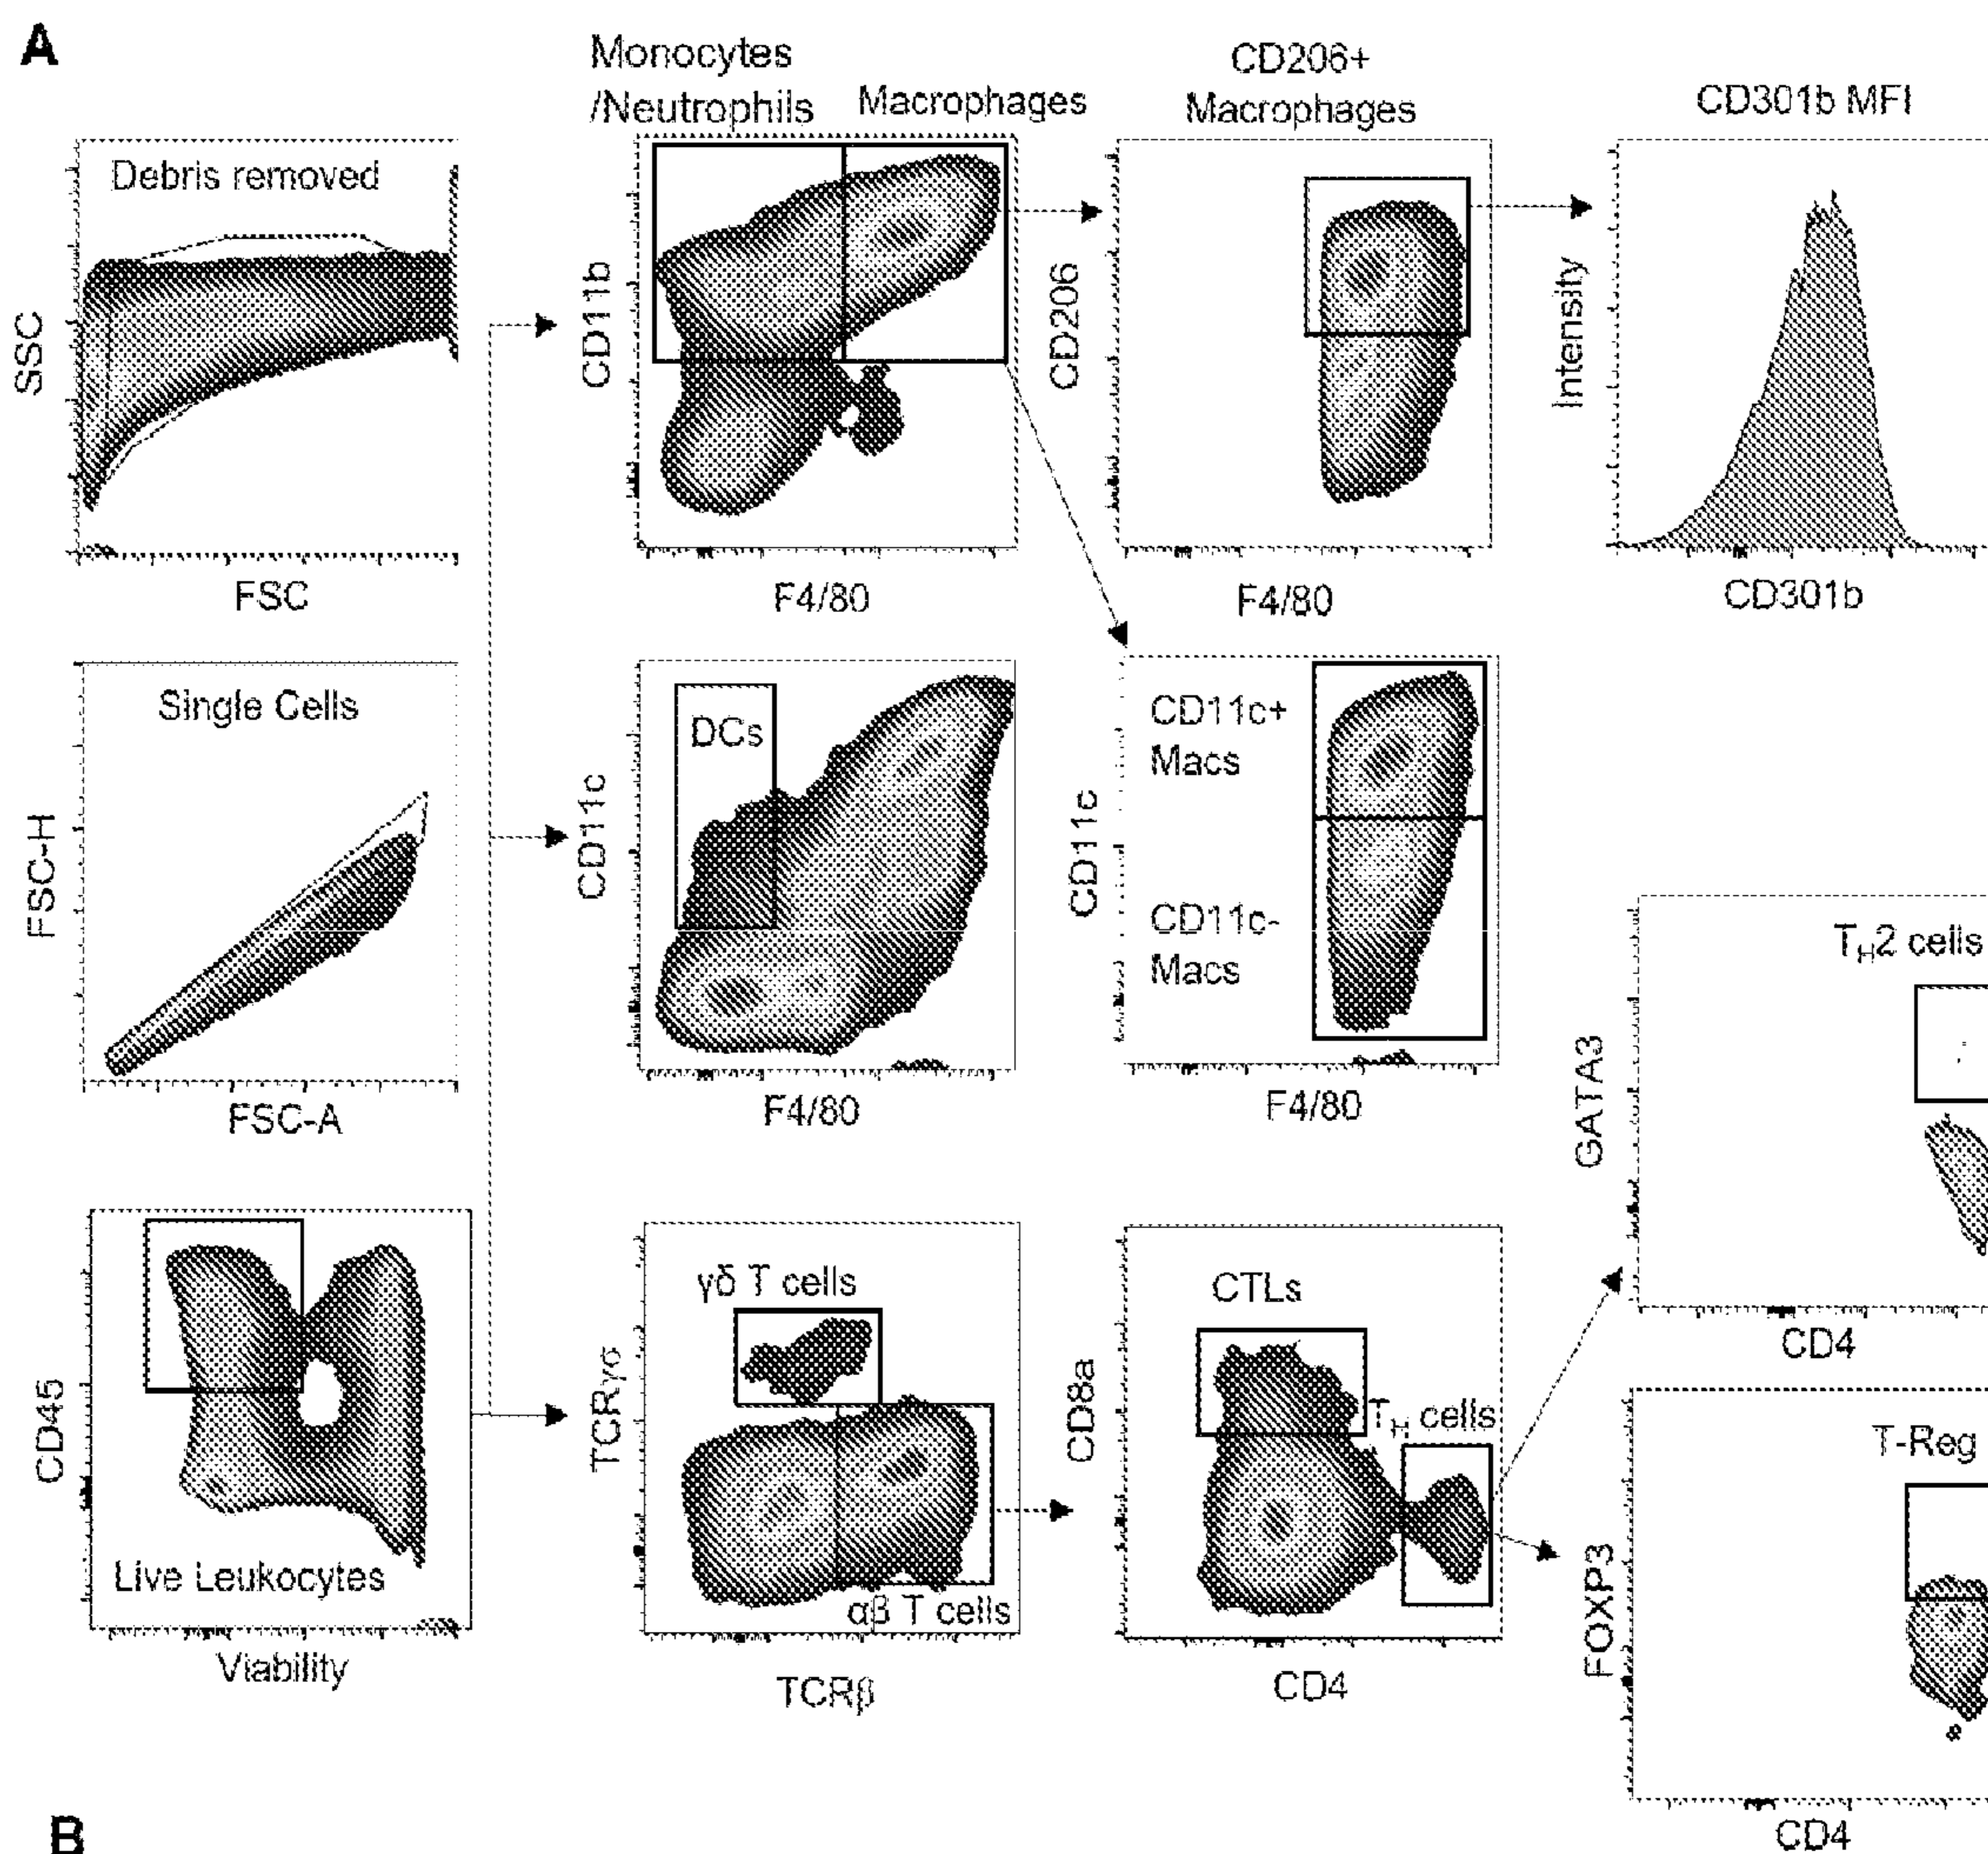 A
Monocytes
/Neutrophils
Macrophages
CD206+
Macrophages
CD301b MFI
Debris removed
SSC
FSC
CD11b
F4/80
CD206
F4/80
Intensity
CD301b
Single Cells
FSC-H
FSC-A
DCs
CD11c
F4/80
CD11c+
Macs
CD11c-
Macs
CD11c
F4/80
TH2 cells
GATA3
CD4
CD45
Live Leukocytes
Viability
γδ T cells
TCRγσ
αβ T cells
TCRβ
CTLs
TH cells
CD8a
CD4
T-Reg
FOXP3
CD4
B